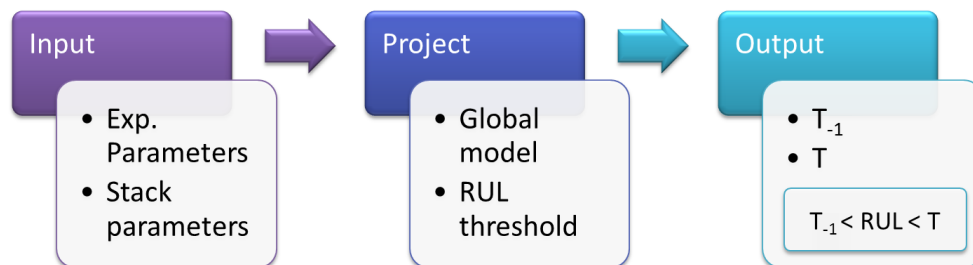 Input
• Exp.
Parameters
• Stack
parameters
Project
• Global
model
• RUL
threshold
Output
• T₋₁
• T
T₋₁ < RUL < T